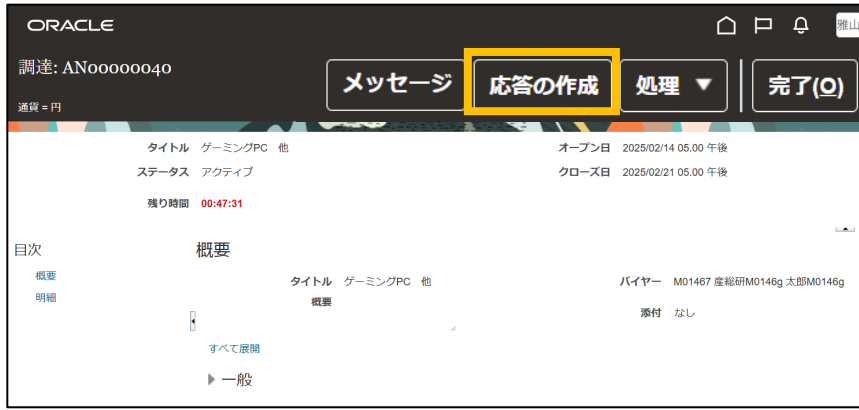 ORACLE
雅山
調達: AN00000040
メッセージ 応答の作成 処理 ▼ 完了(O)
通貨 = 円
タイトル ゲーミングPC 他 オープン日 2025/02/14 05.00 午後
ステータス アクティブ クローズ日 2025/02/21 05.00 午後
残り時間 00:47:31
目次 概要
概要 タイトル ゲーミングPC 他 バイヤー M01467 産総研M0146g 太郎M0146g
明細 概要 添付 なし
すべて展開
一般